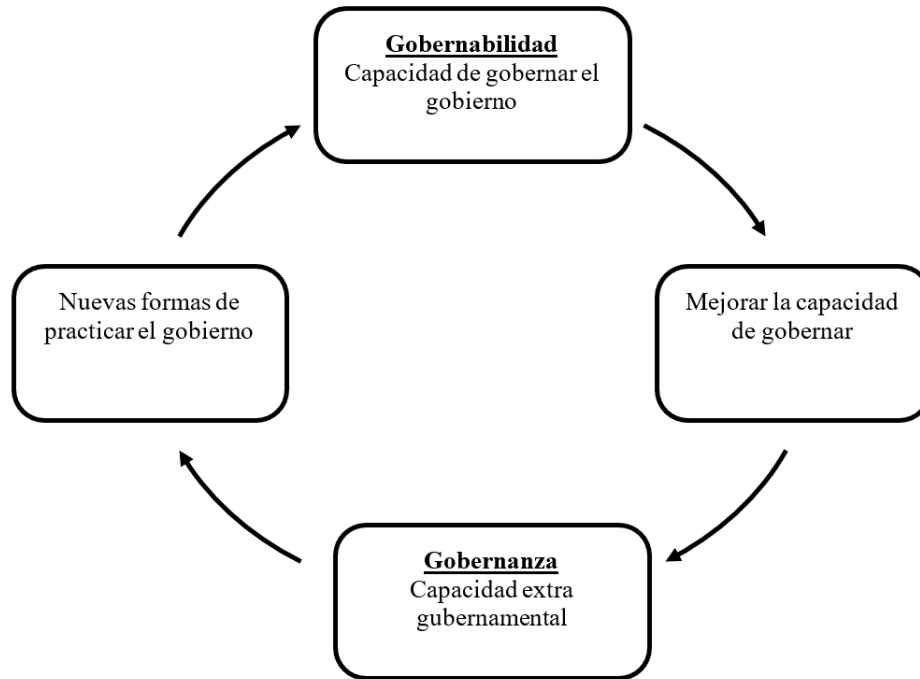 Gobernabilidad
Capacidad de gobernar el
gobierno
Nuevas formas de
practicar el gobierno
Mejorar la capacidad
de gobernar
Gobernanza
Capacidad extra
gubernamental